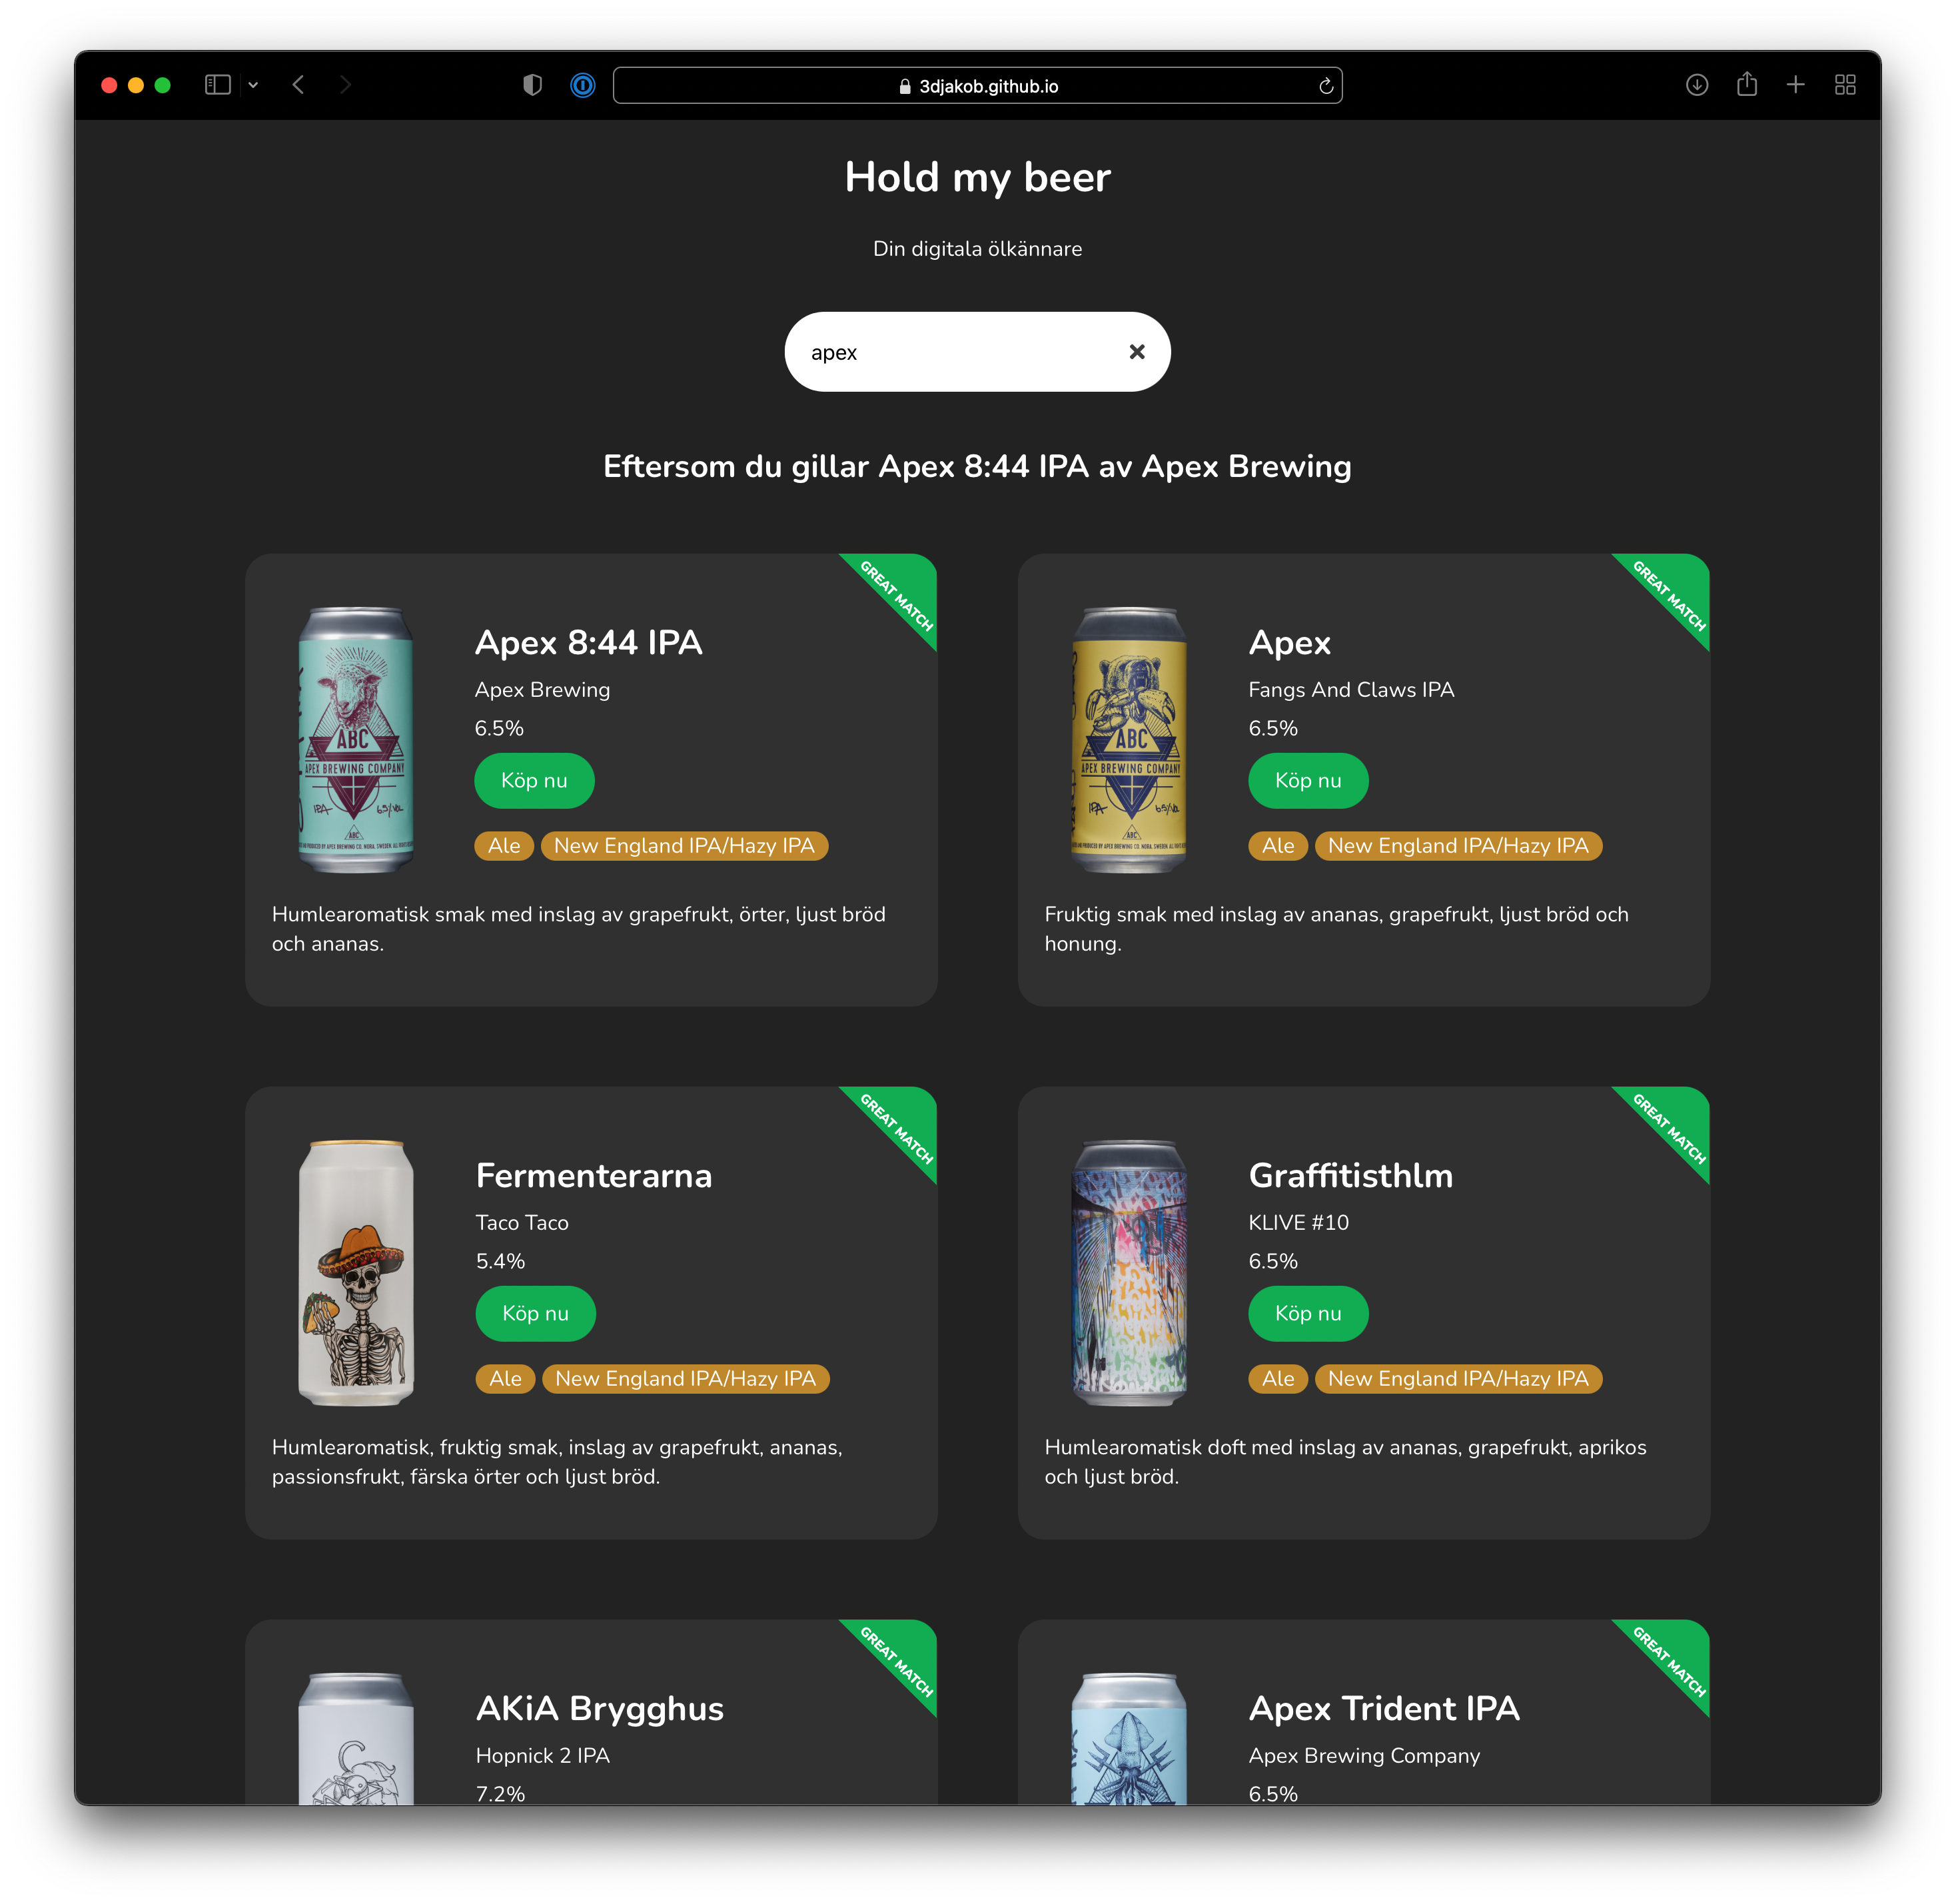 3djakob.github.io
Hold my beer
Din digitala ölkännare
apex
Eftersom du gillar Apex 8:44 IPA av Apex Brewing
GREAT MATCH
Apex 8:44 IPA
Apex Brewing
6.5%
Köp nu
Ale New England IPA/Hazy IPA
ABC
APEX BREWING COMPANY
IPA 6.5%/VOL
ABC
Humlearomatisk smak med inslag av grapefrukt, örter, ljust bröd
och ananas.
GREAT MATCH
Apex
Fangs And Claws IPA
6.5%
Köp nu
Ale New England IPA/Hazy IPA
ABC
APEX BREWING COMPANY
IPA 6.5%/VOL
ABC
Fruktig smak med inslag av ananas, grapefrukt, ljust bröd och
honung.
GREAT MATCH
Fermenterarna
Taco Taco
5.4%
Köp nu
Ale New England IPA/Hazy IPA
Humlearomatisk, fruktig smak, inslag av grapefrukt, ananas,
passionsfrukt, färska örter och ljust bröd.
GREAT MATCH
Graffitisthlm
KLIVE #10
6.5%
Köp nu
Ale New England IPA/Hazy IPA
Humlearomatisk doft med inslag av ananas, grapefrukt, aprikos
och ljust bröd.
GREAT MATCH
AKiA Brygghus
Hopnick 2 IPA
7.2%
GREAT MATCH
Apex Trident IPA
Apex Brewing Company
6.5%